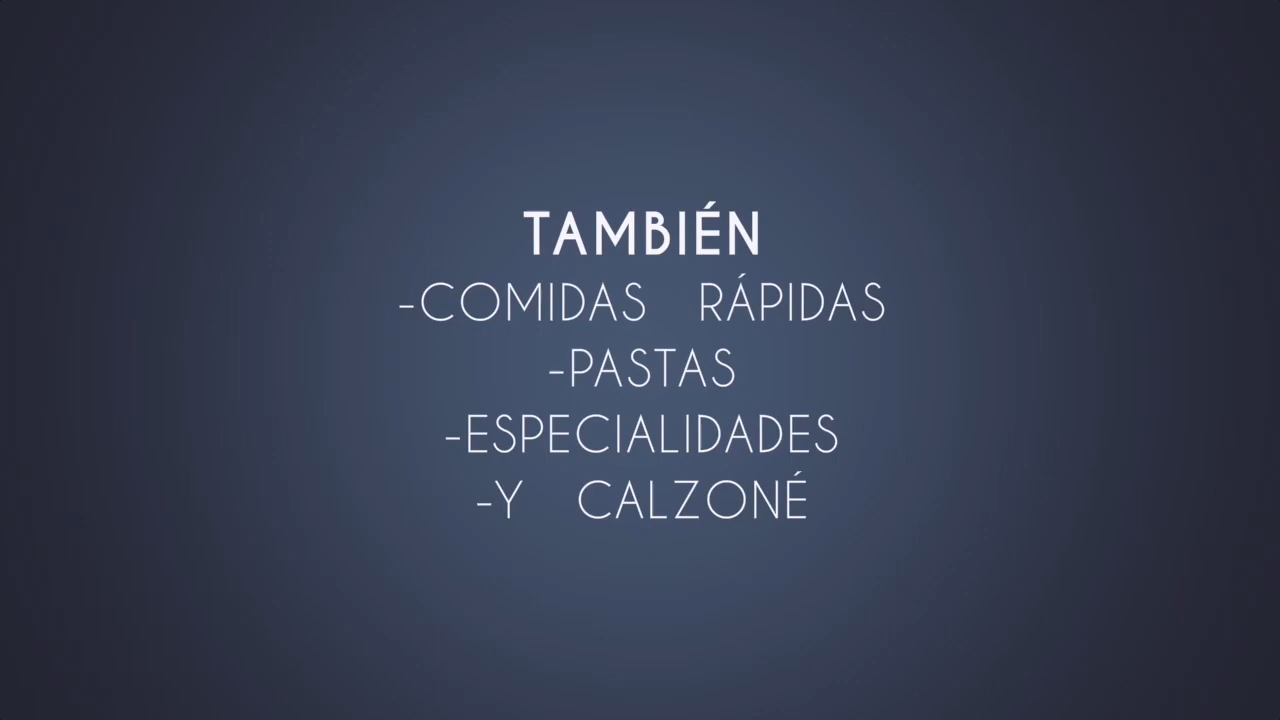 TAMBIÉN
-COMIDAS RÁPIDAS
-PASTAS
-ESPECIALIDADES
-Y CALZONÉ